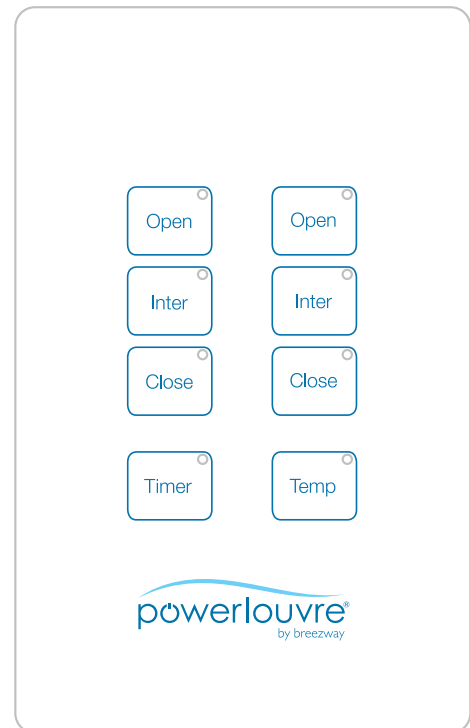 Open Open
Inter Inter
Close Close
Timer Temp
powerlouvre®
by breezway